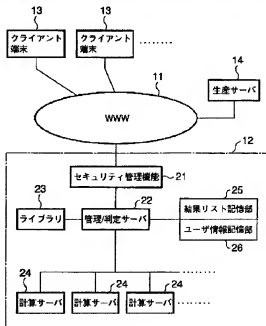 13
13
クライアント
端末
クライアント
端末
11
14
生産サーバ
WWW
12
セキュリティ管理機能
21
23
22
25
ライブラリ
管理/判定サーバ
結果リスト記憶部
ユーザ情報記憶部
26
24
24
24
計算サーバ
計算サーバ
計算サーバ